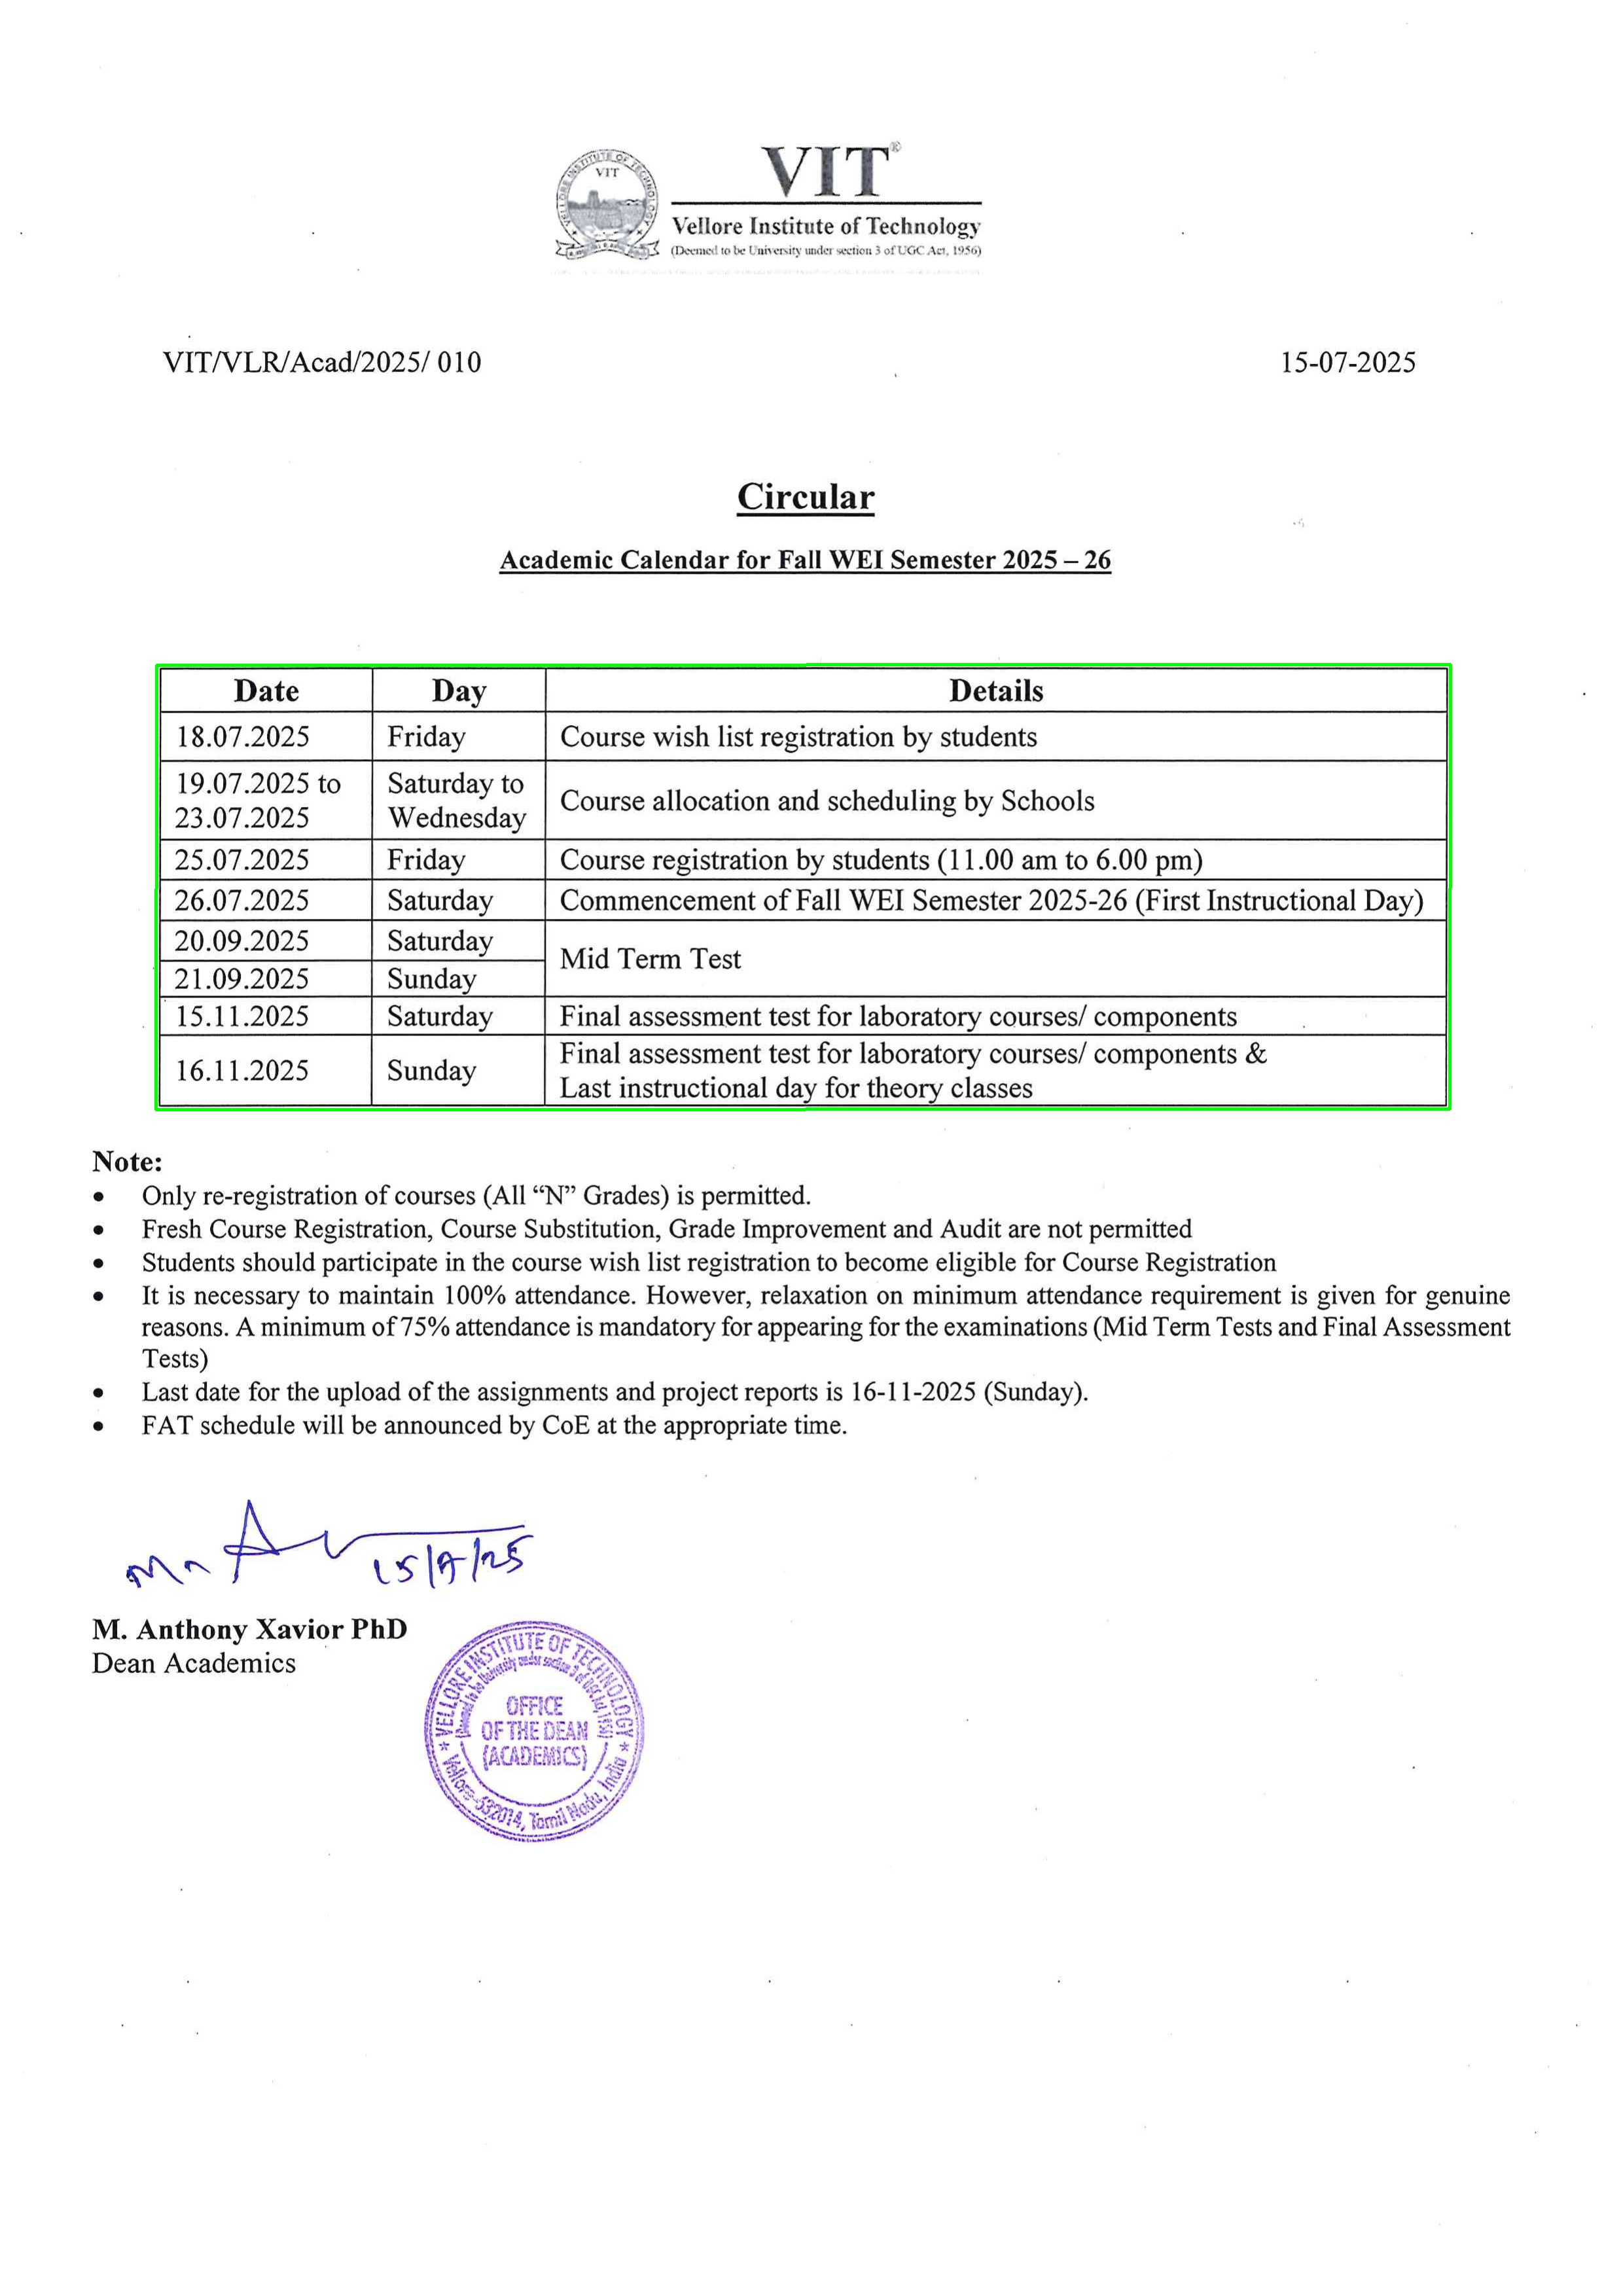 VELLORE INSTITUTE OF TECHNOLOGY
VIT
VIT®
Vellore Institute of Technology
(Deemed to be University under section 3 of UGC Act, 1956)
VIT/VLR/Acad/2025/ 010
15-07-2025
Circular
Academic Calendar for Fall WEI Semester 2025 – 26
Date Day Details
18.07.2025 Friday Course wish list registration by students
19.07.2025 to 23.07.2025 Saturday to Wednesday Course allocation and scheduling by Schools
25.07.2025 Friday Course registration by students (11.00 am to 6.00 pm)
26.07.2025 Saturday Commencement of Fall WEI Semester 2025-26 (First Instructional Day)
20.09.2025 Saturday Mid Term Test
21.09.2025 Sunday
15.11.2025 Saturday Final assessment test for laboratory courses/ components
16.11.2025 Sunday Final assessment test for laboratory courses/ components &
Last instructional day for theory classes
Note:
• Only re-registration of courses (All “N” Grades) is permitted.
• Fresh Course Registration, Course Substitution, Grade Improvement and Audit are not permitted
• Students should participate in the course wish list registration to become eligible for Course Registration
• It is necessary to maintain 100% attendance. However, relaxation on minimum attendance requirement is given for genuine
reasons. A minimum of 75% attendance is mandatory for appearing for the examinations (Mid Term Tests and Final Assessment
Tests)
• Last date for the upload of the assignments and project reports is 16-11-2025 (Sunday).
• FAT schedule will be announced by CoE at the appropriate time.
15/7/25
M. Anthony Xavior PhD
Dean Academics
VELLORE INSTITUTE OF TECHNOLOGY
(Deemed to be University under section 3 of UGC Act, 1956)
OFFICE
OF THE DEAN
(ACADEMICS)
Vellore-632014, Tamil Nadu, India